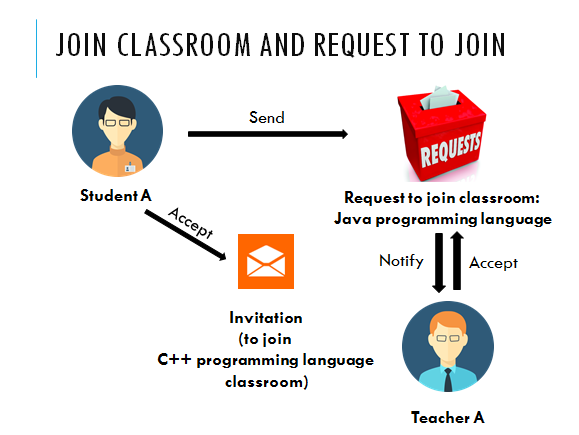 JOIN CLASSROOM AND REQUEST TO JOIN
Send
REQUESTS
Student A
Request to join classroom:
Java programming language
Accept
Notify
Accept
Invitation
(to join
C++ programming language
classroom)
Teacher A